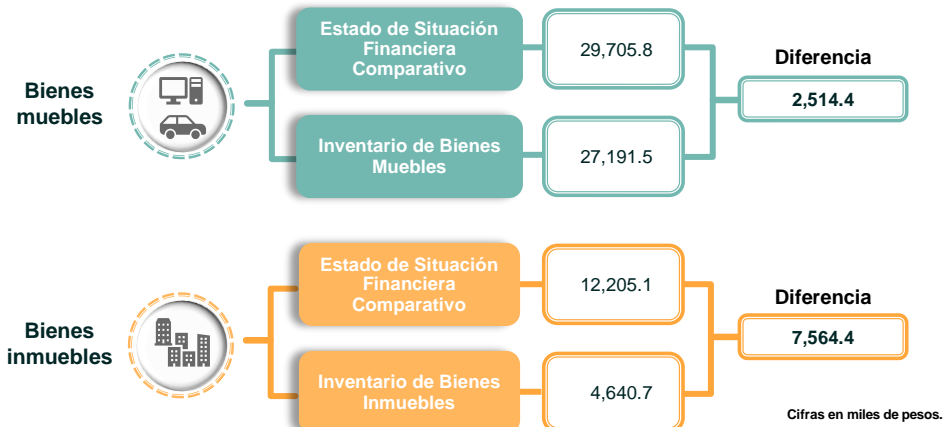 Bienes
muebles
Estado de Situación
Financiera
Comparativo
29,705.8
Inventario de Bienes
Muebles
27,191.5
Diferencia
2,514.4
Bienes
inmuebles
Estado de Situación
Financiera
Comparativo
12,205.1
Inventario de Bienes
Inmuebles
4,640.7
Diferencia
7,564.4
Cifras en miles de pesos.